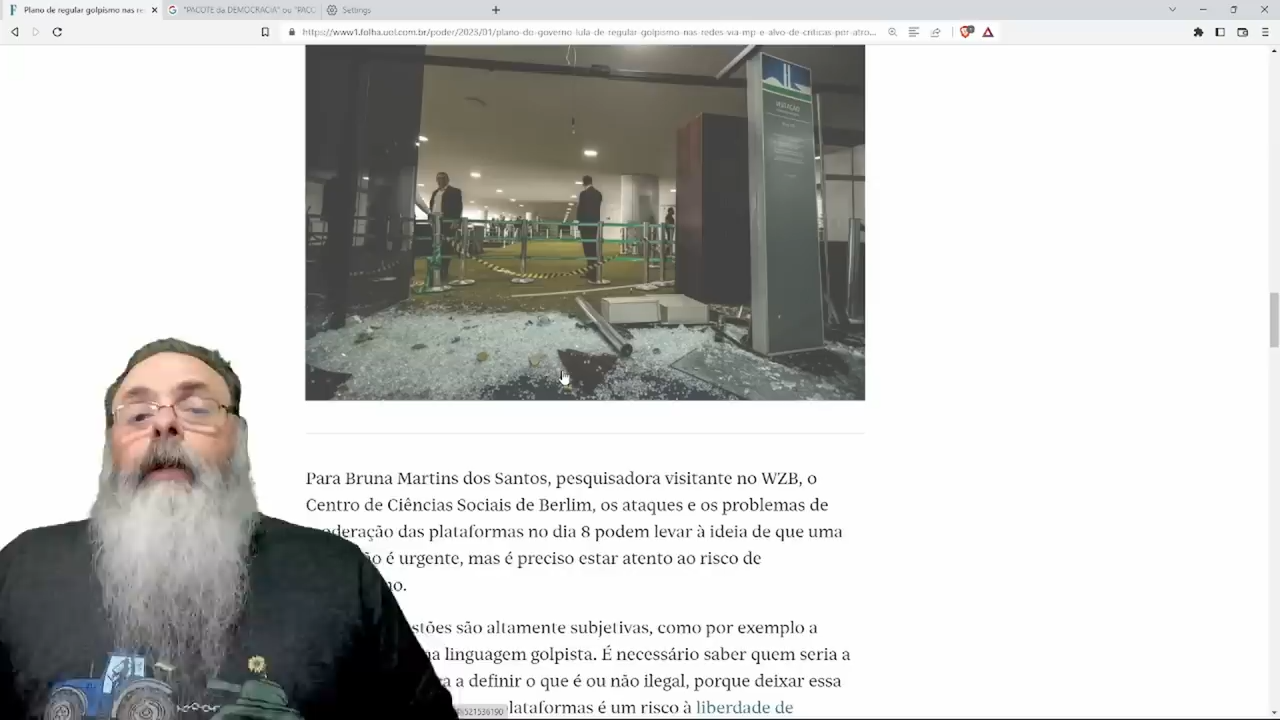 Plano de regular golpismo nas re
"PACOTE da DEMOCRACIA" ou "PACC
Settings
https://www1.folha.uol.com.br/poder/2023/01/plano-do-governo-lula-de-regular-golpismo-nas-redes-via-mp-e-alvo-de-criticas-por-atro...
Para Bruna Martins dos Santos, pesquisadora visitante no WZB, o
Centro de Ciências Sociais de Berlim, os ataques e os problemas de
oderação das plataformas no dia 8 podem levar à ideia de que uma
ão é urgente, mas é preciso estar atento ao risco de
o.
stões são altamente subjetivas, como por exemplo a
na linguagem golpista. É necessário saber quem seria a
a a definir o que é ou não ilegal, porque deixar essa
521536190
plataformas é um risco à liberdade de